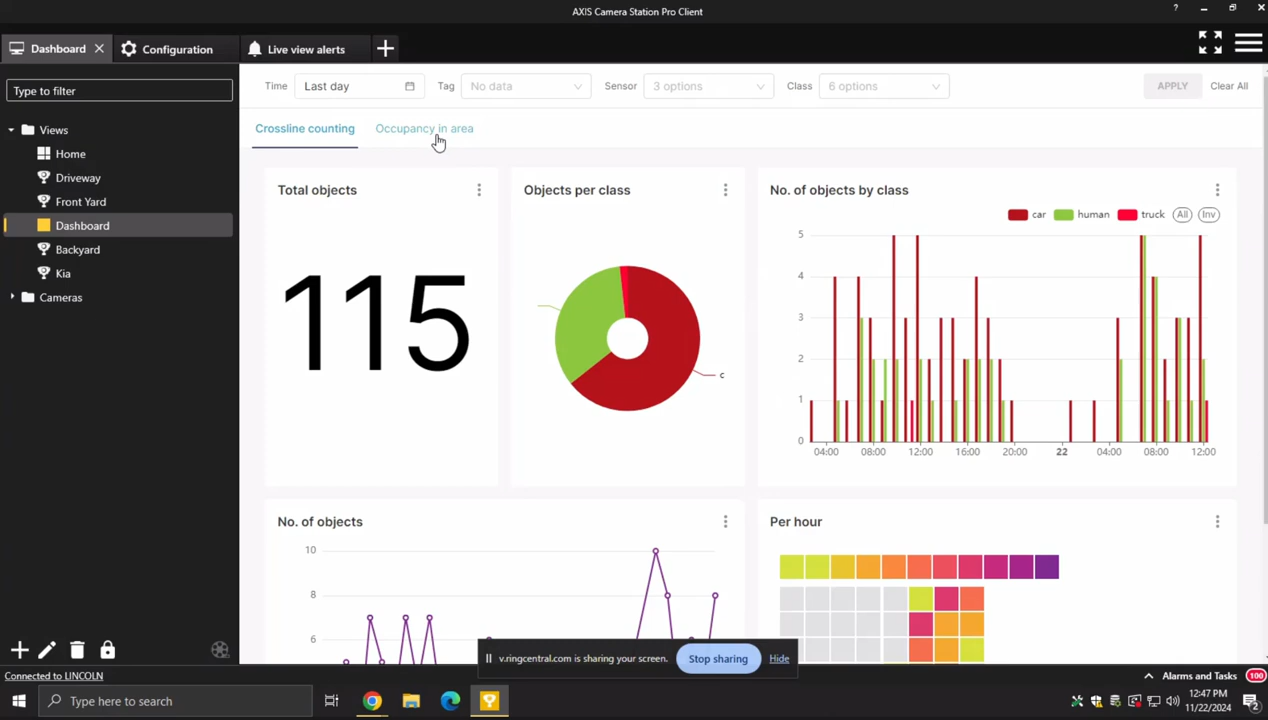 AXIS Camera Station Pro Client
?
Dashboard
Configuration
Live view alerts
Type to filter
Time
Last day
Tag
No data
Sensor
3 options
Class
6 options
APPLY
Clear All
Views
Home
Driveway
Front Yard
Dashboard
Backyard
Kia
Cameras
Crossline counting
Occupancy in area
Total objects
115
Objects per class
c
No. of objects by class
car
human
truck
All
Inv
5
4
3
2
1
0
04:00 08:00 12:00 16:00 20:00 22 04:00 08:00 12:00
No. of objects
10
8
6
Per hour
v.ringcentral.com is sharing your screen.
Stop sharing
Hide
Connected to LINCOLN
Alarms and Tasks
100
Type here to search
12:47 PM
11/22/2024
2